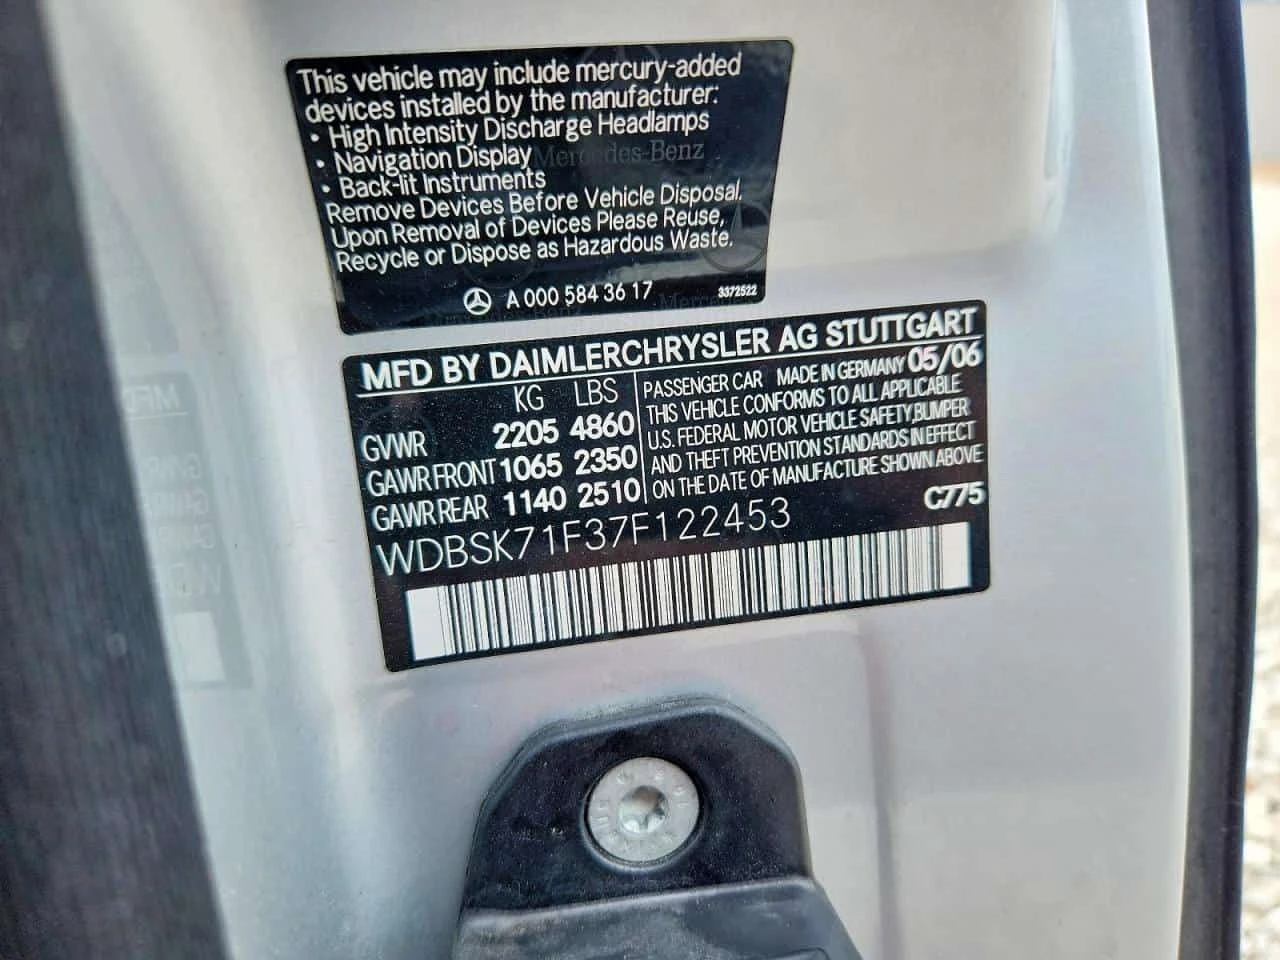 This vehicle may include mercury-added
devices installed by the manufacturer:
• High Intensity Discharge Headlamps
• Navigation Display
• Back-lit Instruments
Remove Devices Before Vehicle Disposal.
Upon Removal of Devices Please Reuse,
Recycle or Dispose as Hazardous Waste.
Mercedes-Benz
A 000 584 36 17 3372522
MFD BY DAIMLERCHRYSLER AG STUTTGART
KG LBS
GVWR 2205 4860
GAWR FRONT 1065 2350
GAWR REAR 1140 2510
PASSENGER CAR MADE IN GERMANY 05/06
THIS VEHICLE CONFORMS TO ALL APPLICABLE
U.S. FEDERAL MOTOR VEHICLE SAFETY, BUMPER
AND THEFT PREVENTION STANDARDS IN EFFECT
ON THE DATE OF MANUFACTURE SHOWN ABOVE
C775
WDBSK71F37F122453